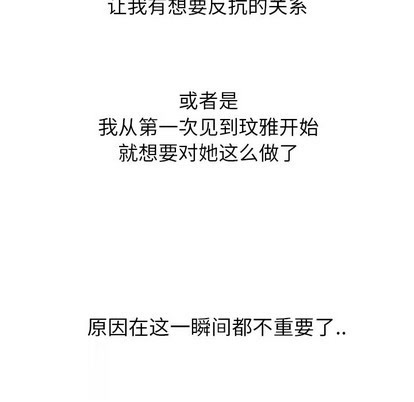 让我有想要反抗的关系
或者是
我从第一次见到玟雅开始
就想要对她这么做了
原因在这一瞬间都不重要了..